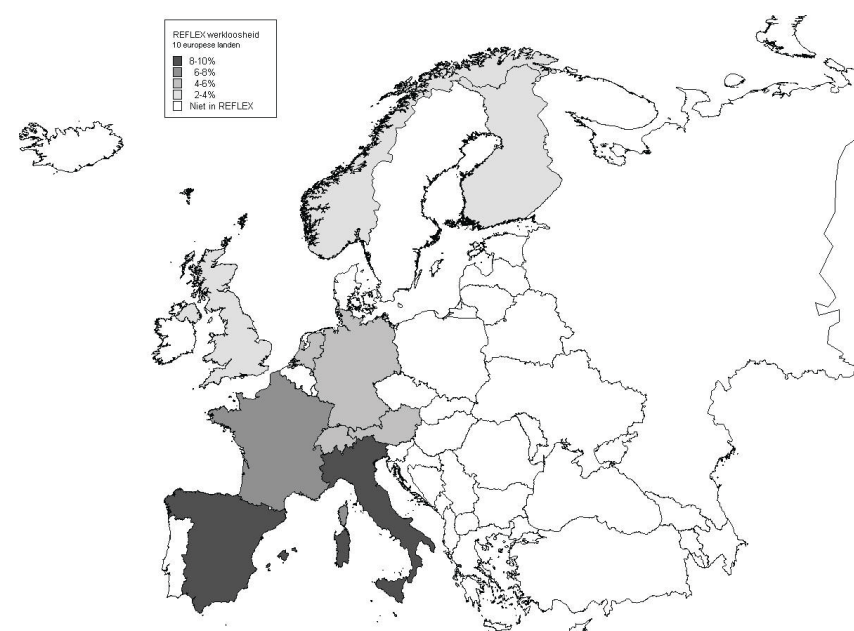 REFLEX werkloosheid
10 europese landen
8-10%
6-8%
4-6%
2-4%
Niet in REFLEX